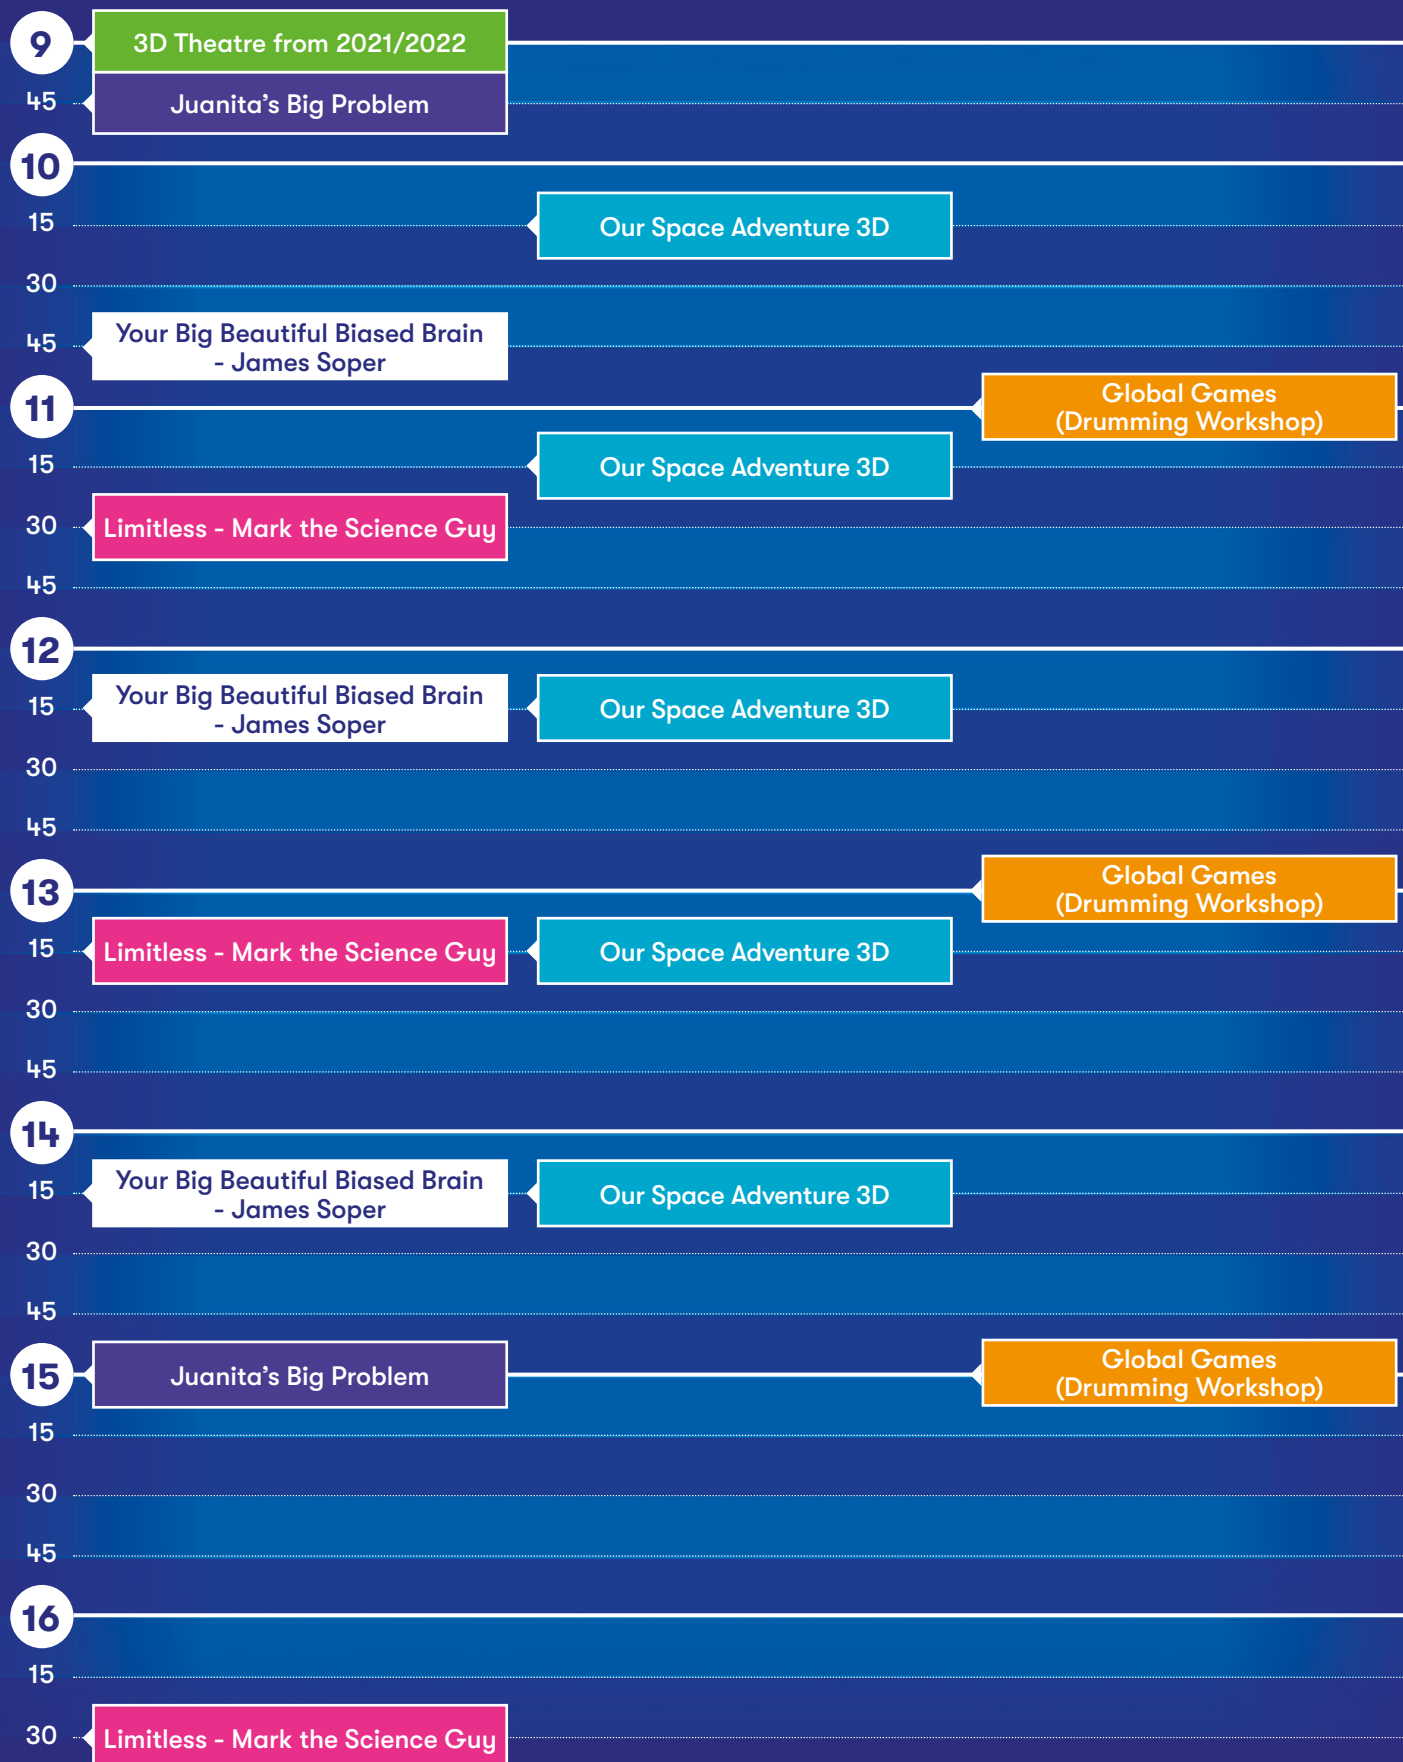 9
3D Theatre from 2021/2022
45
Juanita's Big Problem
10
15
Our Space Adventure 3D
30
45
Your Big Beautiful Biased Brain
- James Soper
11
Global Games
(Drumming Workshop)
15
Our Space Adventure 3D
30
Limitless - Mark the Science Guy
45
12
15
Your Big Beautiful Biased Brain
- James Soper
Our Space Adventure 3D
30
45
13
Global Games
(Drumming Workshop)
15
Limitless - Mark the Science Guy
Our Space Adventure 3D
30
45
14
15
Your Big Beautiful Biased Brain
- James Soper
Our Space Adventure 3D
30
45
15
Juanita's Big Problem
Global Games
(Drumming Workshop)
15
30
45
16
15
30
Limitless - Mark the Science Guy